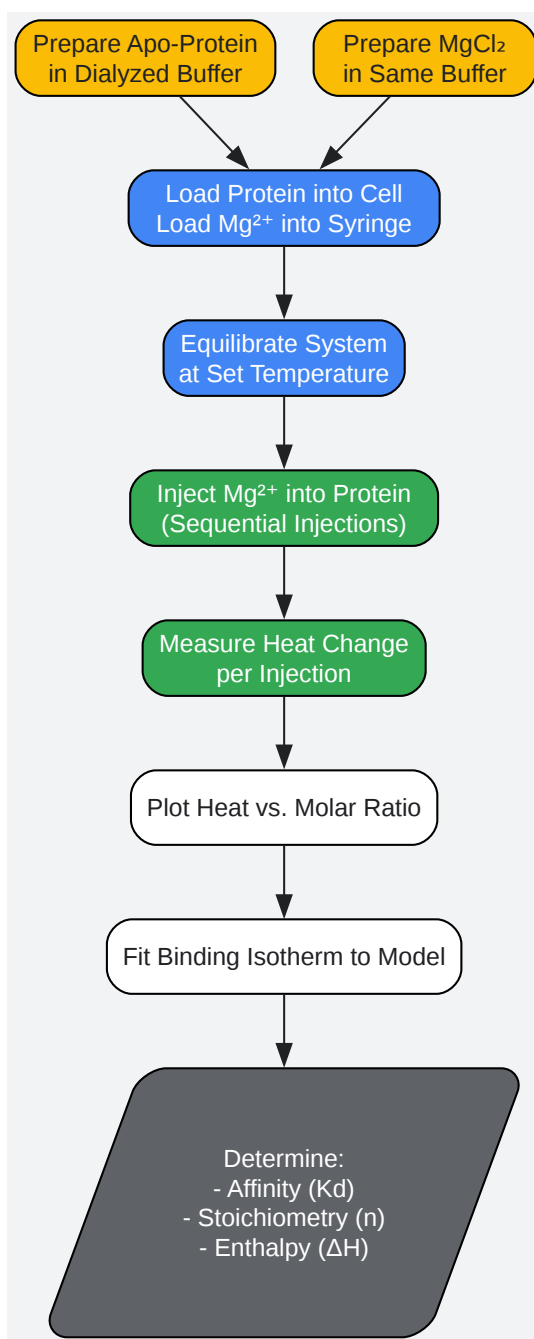 Prepare Apo-Protein
in Dialyzed Buffer
Prepare MgCl₂
in Same Buffer
Load Protein into Cell
Load Mg²⁺ into Syringe
Equilibrate System
at Set Temperature
Inject Mg²⁺ into Protein
(Sequential Injections)
Measure Heat Change
per Injection
Plot Heat vs. Molar Ratio
Fit Binding Isotherm to Model
Determine:
- Affinity (Kd)
- Stoichiometry (n)
- Enthalpy (ΔH)